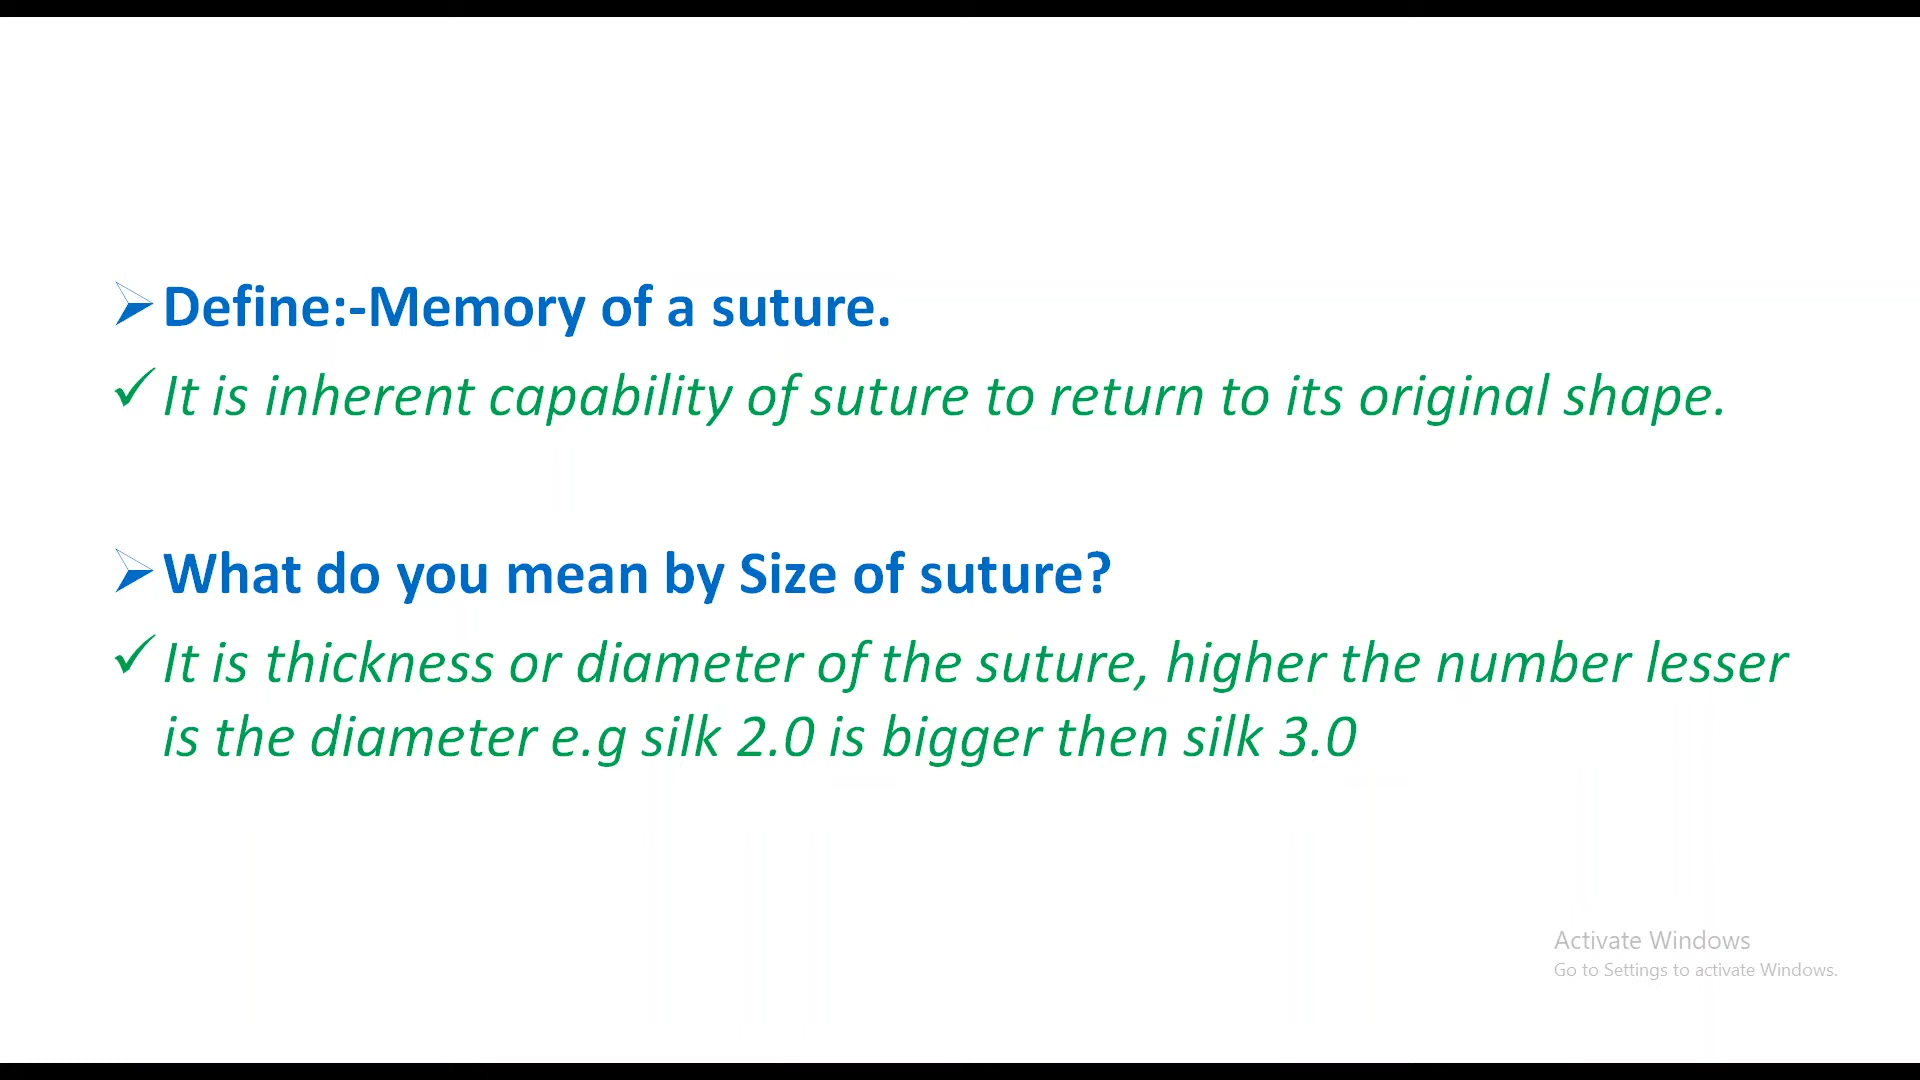 Define:-Memory of a suture.
It is inherent capability of suture to return to its original shape.
What do you mean by Size of suture?
It is thickness or diameter of the suture, higher the number lesser
is the diameter e.g silk 2.0 is bigger then silk 3.0
Activate Windows
Go to Settings to activate Windows.